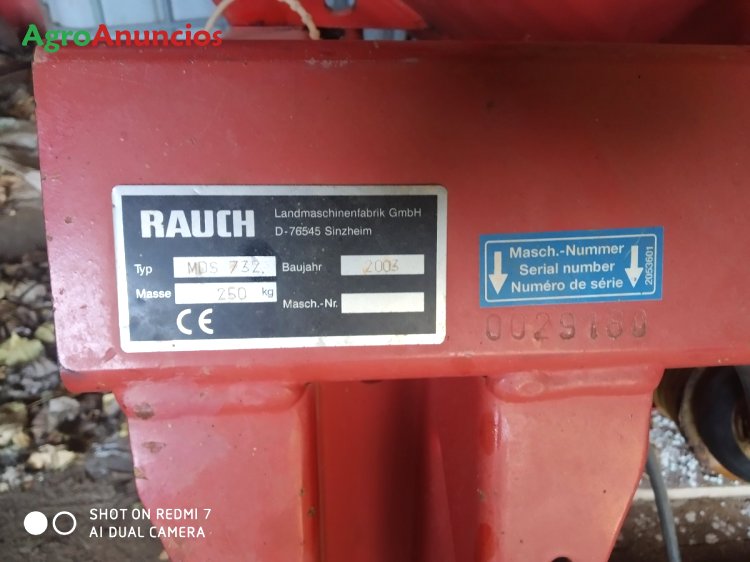 AgroAnuncios
RAUCH
Landmaschinenfabrik GmbH
D-76545 Sinzheim
Typ MDS 732. Baujahr 2003
Masse 250 kg Masch.-Nr.
CE
Masch.-Nummer
Serial number
Numéro de série
2053601
0029180
SHOT ON REDMI 7
AI DUAL CAMERA